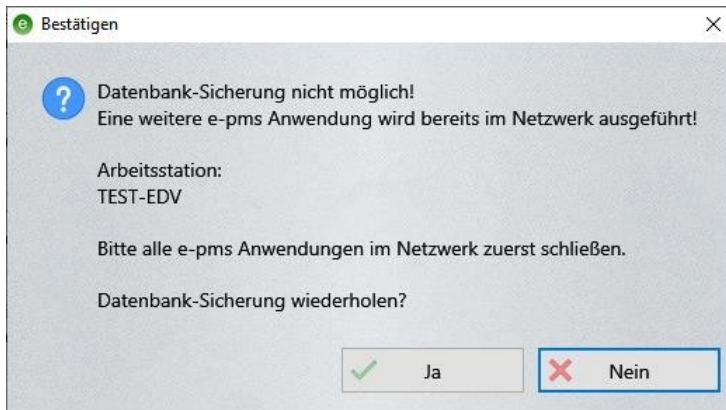 e Bestätigen
?
Datenbank-Sicherung nicht möglich!
Eine weitere e-pms Anwendung wird bereits im Netzwerk ausgeführt!
Arbeitsstation:
TEST-EDV
Bitte alle e-pms Anwendungen im Netzwerk zuerst schließen.
Datenbank-Sicherung wiederholen?
Ja Nein